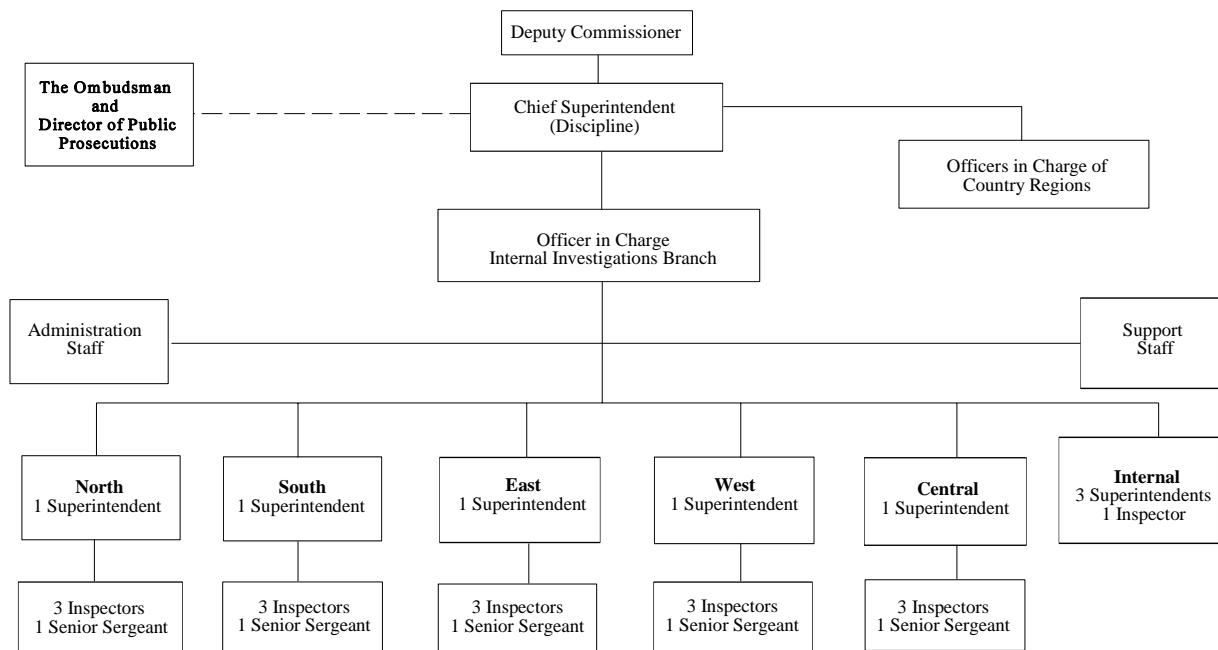 Deputy Commissioner
The Ombudsman
and
Director of Public
Prosecutions
Chief Superintendent
(Discipline)
Officers in Charge of
Country Regions
Officer in Charge
Internal Investigations Branch
Administration
Staff
Support
Staff
North
1 Superintendent
South
1 Superintendent
East
1 Superintendent
West
1 Superintendent
Central
1 Superintendent
Internal
3 Superintendents
1 Inspector
3 Inspectors
1 Senior Sergeant
3 Inspectors
1 Senior Sergeant
3 Inspectors
1 Senior Sergeant
3 Inspectors
1 Senior Sergeant
3 Inspectors
1 Senior Sergeant